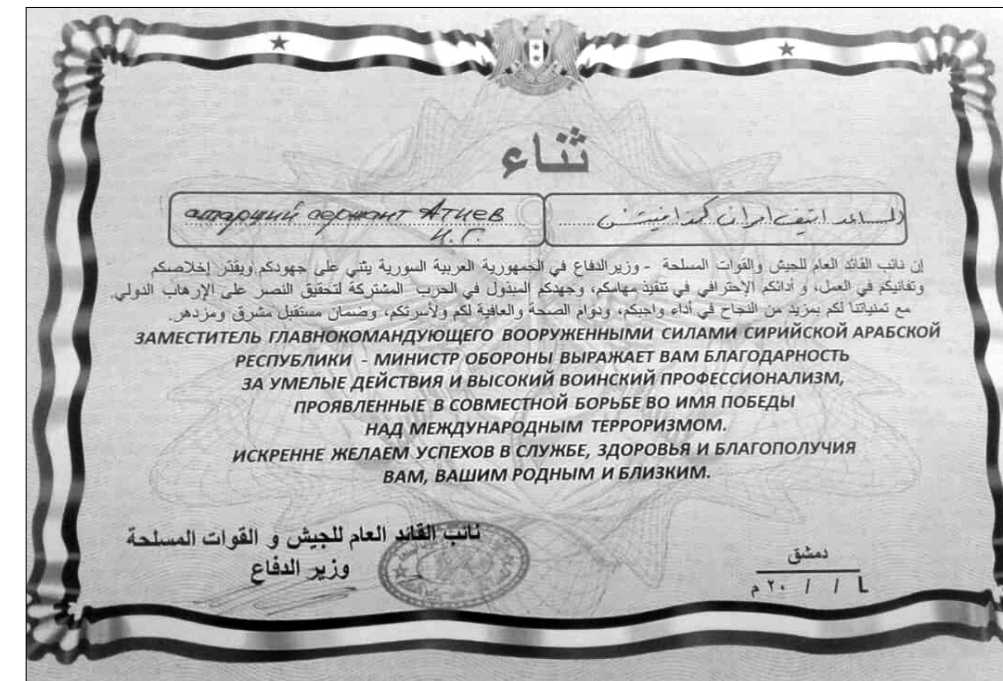 ثناء
المساعد
старший сержант Атиев
И. Г.
إن نائب القائد العام للجيش والقوات المسلحة - وزير الدفاع في الجمهورية العربية السورية يثني على جهودكم ويقدر إخلاصكم
وتفانيكم في العمل، و أدائكم الإحترافي في تنفيذ مهامكم، وجهدكم المبذول في الحرب المشتركة لتحقيق النصر على الإرهاب الدولي.
مع تمنياتنا لكم بمزيد من النجاح في أداء واجبكم، ودوام الصحة والعافية لكم ولأسرتكم، وضمان مستقبل مشرق ومزدهر.
ЗАМЕСТИТЕЛЬ ГЛАВНОКОМАНДУЮЩЕГО ВООРУЖЕННЫМИ СИЛАМИ СИРИЙСКОЙ АРАБСКОЙ
РЕСПУБЛИКИ - МИНИСТР ОБОРОНЫ ВЫРАЖАЕТ ВАМ БЛАГОДАРНОСТЬ
ЗА УМЕЛЫЕ ДЕЙСТВИЯ И ВЫСОКИЙ ВОИНСКИЙ ПРОФЕССИОНАЛИЗМ,
ПРОЯВЛЕННЫЕ В СОВМЕСТНОЙ БОРЬБЕ ВО ИМЯ ПОБЕДЫ
НАД МЕЖДУНАРОДНЫМ ТЕРРОРИЗМОМ.
ИСКРЕННЕ ЖЕЛАЕМ УСПЕХОВ В СЛУЖБЕ, ЗДОРОВЬЯ И БЛАГОПОЛУЧИЯ
ВАМ, ВАШИМ РОДНЫМ И БЛИЗКИМ.
نائب القائد العام للجيش و القوات المسلحة
وزير الدفاع
دمشق
٢٠ / / م